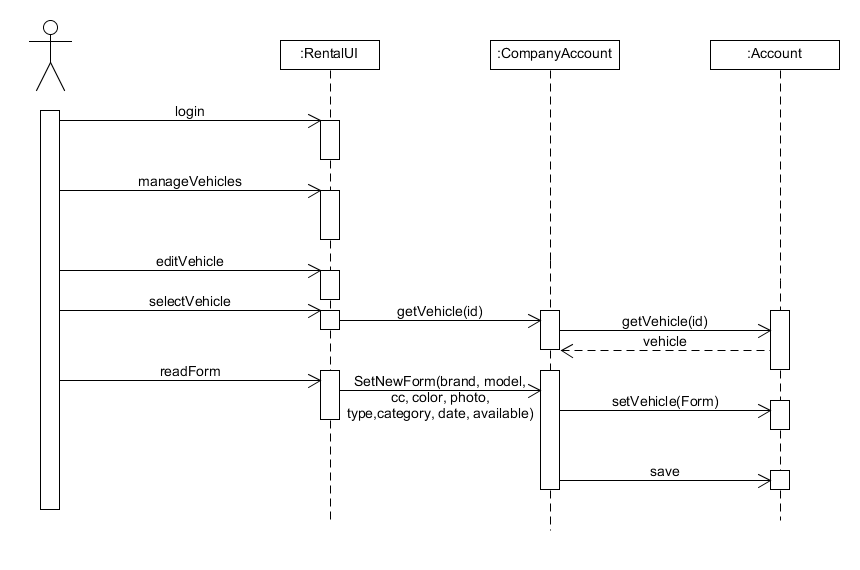 :RentalUI
:CompanyAccount
:Account
login
manageVehicles
editVehicle
selectVehicle
getVehicle(id)
getVehicle(id)
vehicle
readForm
SetNewForm(brand, model,
cc, color, photo,
type,category, date, available)
setVehicle(Form)
save